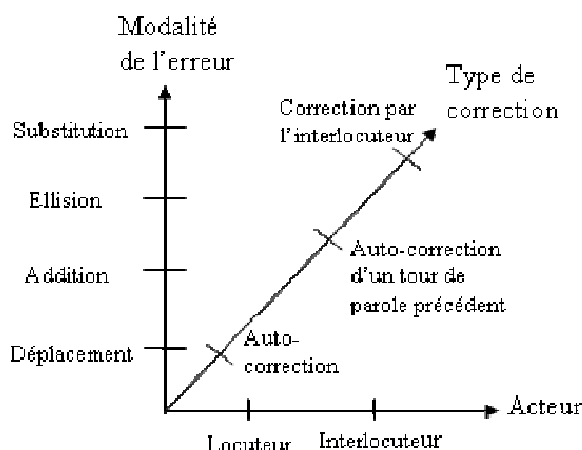 Modalité
de l'erreur
Type de
correction
Correction par
l'interlocuteur
Substitution
Ellision
Auto-correction
d'un tour de
parole précédent
Addition
Déplacement
Auto-
correction
Acteur
Locuteur
Interlocuteur